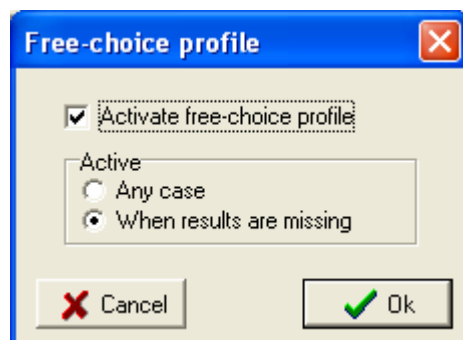 Free-choice profile
Activate free-choice profile
Active
Any case
When results are missing
Cancel
Ok